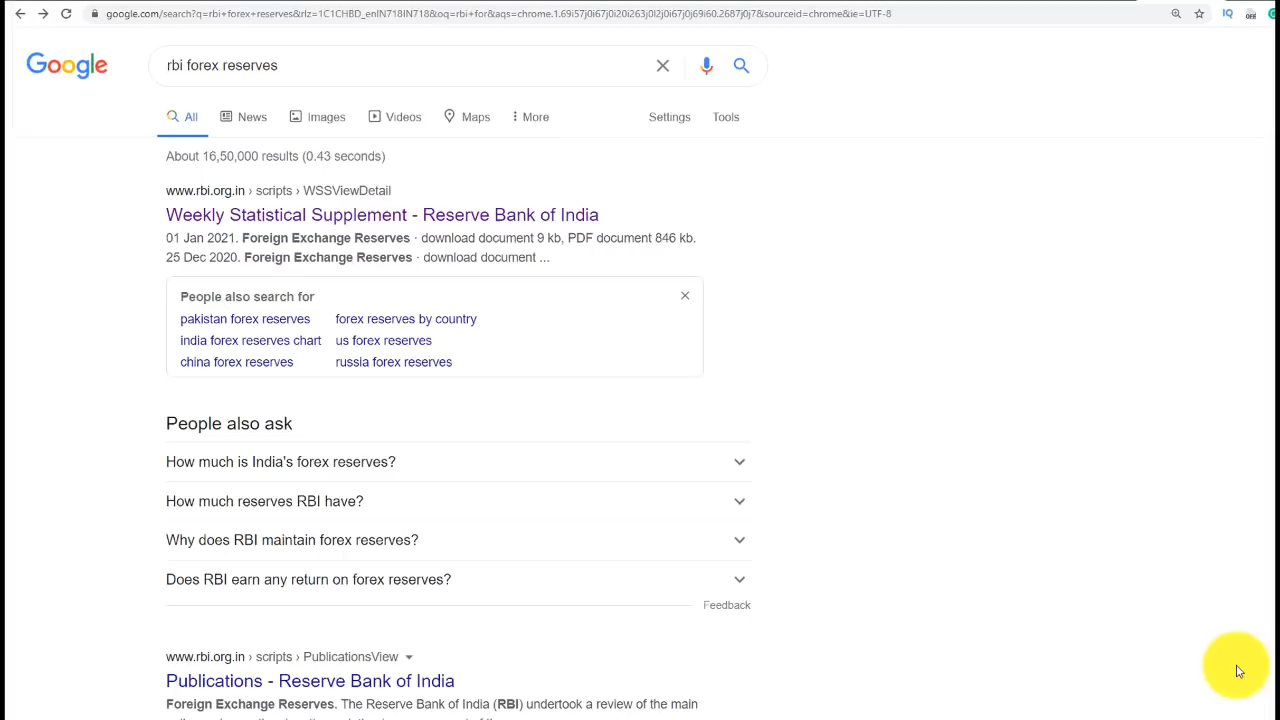 google.com/search?q=rbi+forex+reserves&rlz=1C1CHBD_enIN718IN718&oq=rbi+for&aqs=chrome.1.69i57j0i67j0i20i263j0l2j0i67j0j69i60.2687j0j7&sourceid=chrome&ie=UTF-8
IQ
OFF
Google
rbi forex reserves
All News Images Videos Maps More Settings Tools
About 16,50,000 results (0.43 seconds)
www.rbi.org.in › scripts › WSSViewDetail
Weekly Statistical Supplement - Reserve Bank of India
01 Jan 2021. Foreign Exchange Reserves · download document 9 kb, PDF document 846 kb.
25 Dec 2020. Foreign Exchange Reserves · download document ...
People also search for
pakistan forex reserves forex reserves by country
india forex reserves chart us forex reserves
china forex reserves russia forex reserves
People also ask
How much is India's forex reserves?
How much reserves RBI have?
Why does RBI maintain forex reserves?
Does RBI earn any return on forex reserves?
Feedback
www.rbi.org.in › scripts › PublicationsView
Publications - Reserve Bank of India
Foreign Exchange Reserves. The Reserve Bank of India (RBI) undertook a review of the main